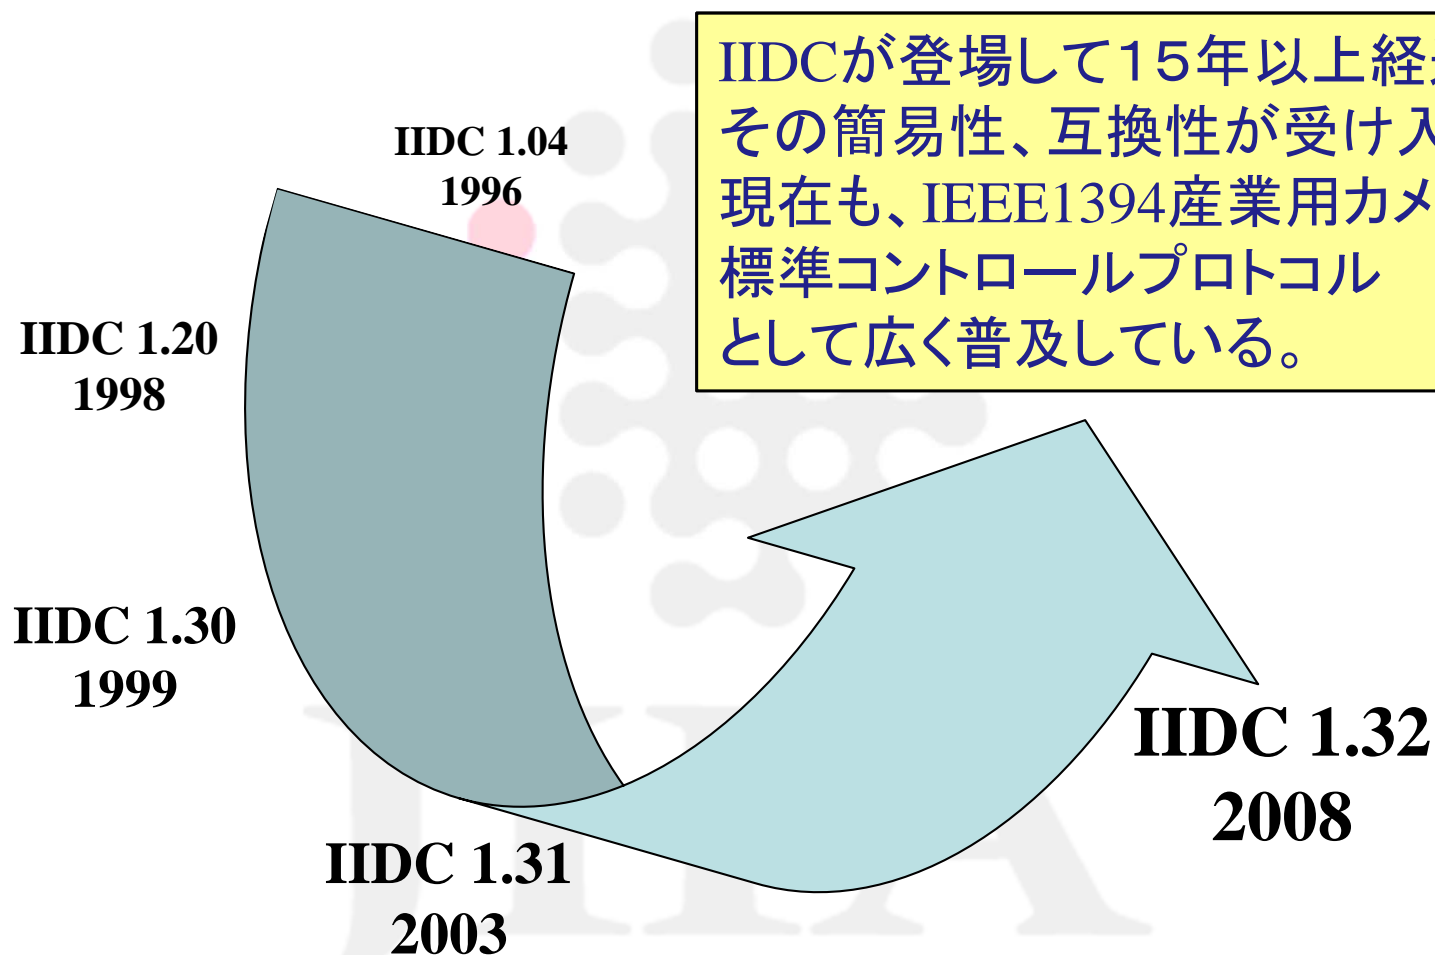 IIDCが登場して15年以上経
その簡易性、互換性が受け入
現在も、IEEE1394産業用カメ
標準コントロールプロトコル
として広く普及している。
IIDC 1.04
1996
IIDC 1.20
1998
IIDC 1.30
1999
IIDC 1.31
2003
IIDC 1.32
2008
JIIA